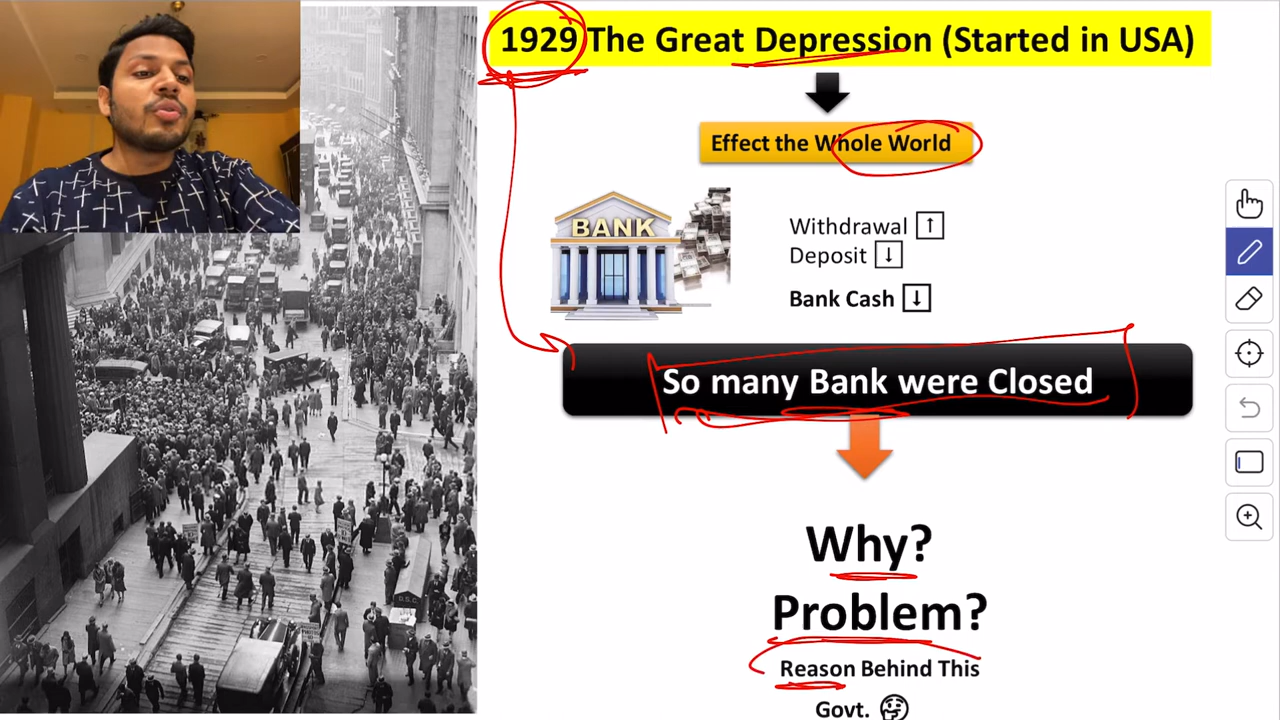 1929 The Great Depression (Started in USA)
Effect the Whole World
BANK
Withdrawal ↑
Deposit ↓
Bank Cash ↓
So many Bank were Closed
Why?
Problem?
Reason Behind This
Govt.